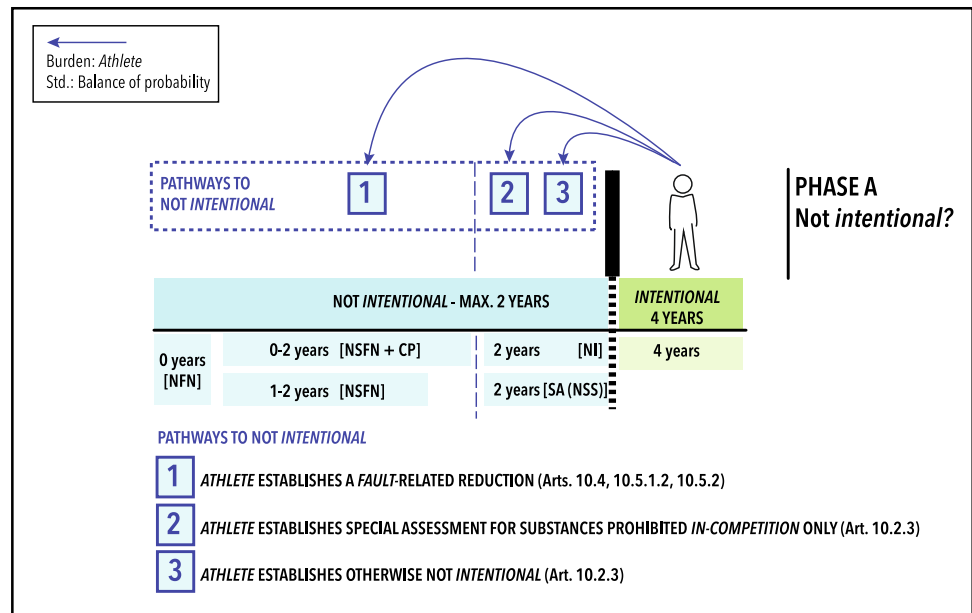 Burden: Athlete
Std.: Balance of probability
PATHWAYS TO
NOT INTENTIONAL
1
2
3
PHASE A
Not intentional?
NOT INTENTIONAL - MAX. 2 YEARS
INTENTIONAL
4 YEARS
0 years
[NFN]
0-2 years [NSFN + CP]
2 years [NI]
4 years
1-2 years [NSFN]
2 years [SA (NSS)]
PATHWAYS TO NOT INTENTIONAL
1 ATHLETE ESTABLISHES A FAULT-RELATED REDUCTION (Arts. 10.4, 10.5.1.2, 10.5.2)
2 ATHLETE ESTABLISHES SPECIAL ASSESSMENT FOR SUBSTANCES PROHIBITED IN-COMPETITION ONLY (Art. 10.2.3)
3 ATHLETE ESTABLISHES OTHERWISE NOT INTENTIONAL (Art. 10.2.3)